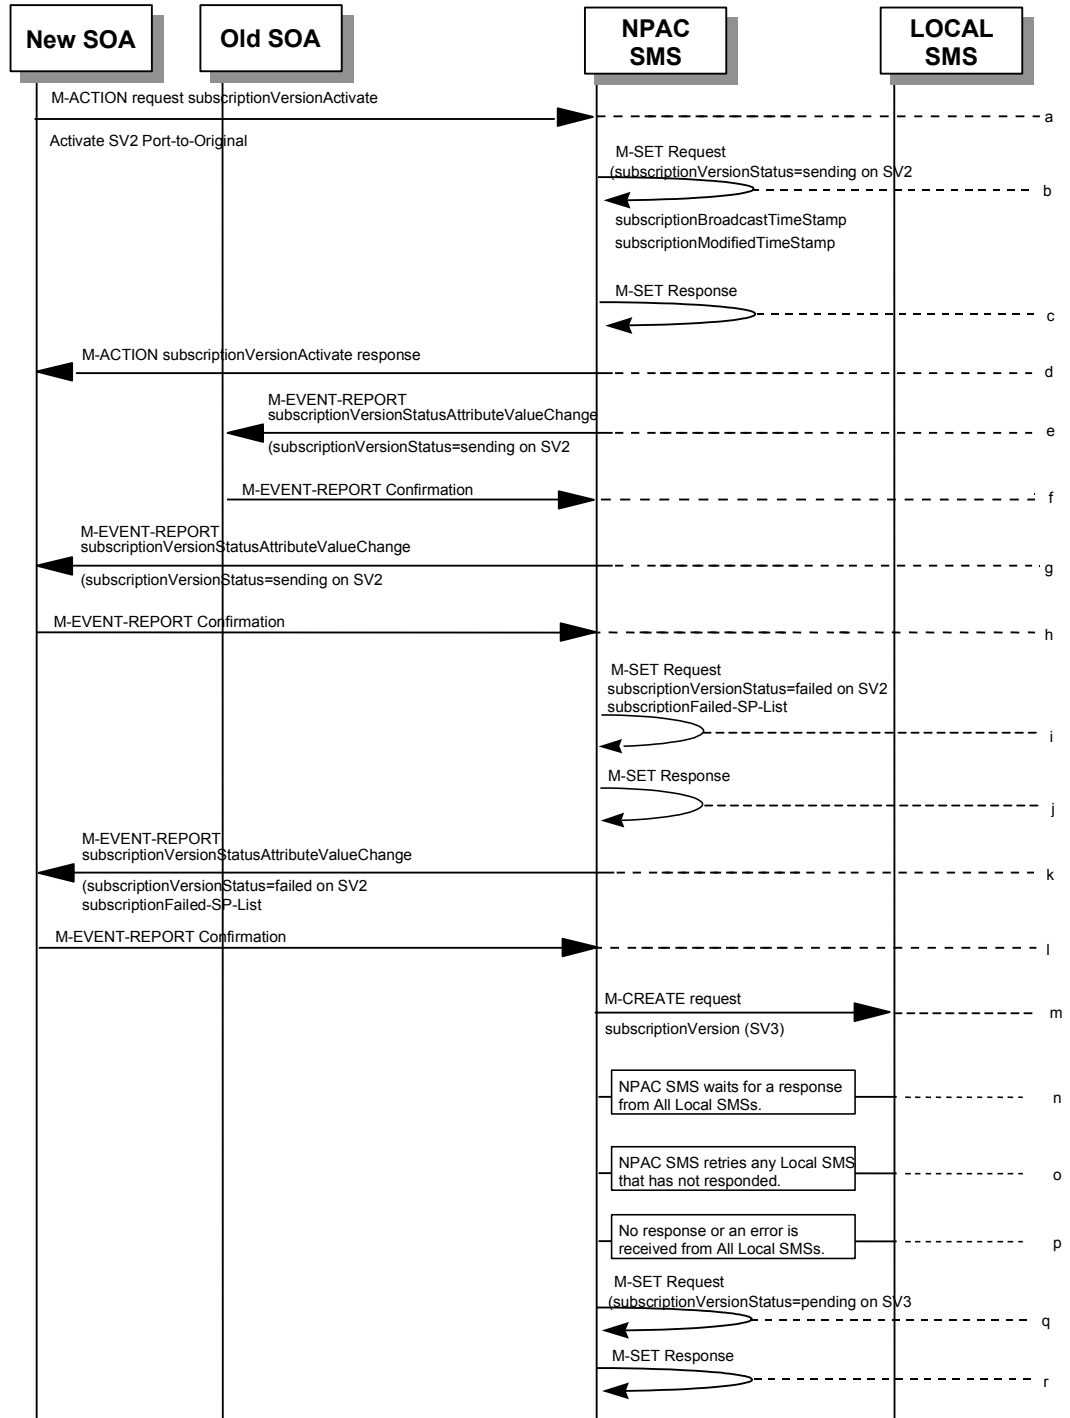 New SOA
Old SOA
NPAC
SMS
LOCAL
SMS
M-ACTION request subscriptionVersionActivate
a
Activate SV2 Port-to-Original
M-SET Request
(subscriptionVersionStatus=sending on SV2
b
subscriptionBroadcastTimeStamp
subscriptionModifiedTimeStamp
M-SET Response
c
M-ACTION subscriptionVersionActivate response
d
M-EVENT-REPORT
subscriptionVersionStatusAttributeValueChange
e
(subscriptionVersionStatus=sending on SV2
M-EVENT-REPORT Confirmation
f
M-EVENT-REPORT
subscriptionVersionStatusAttributeValueChange
g
(subscriptionVersionStatus=sending on SV2
M-EVENT-REPORT Confirmation
h
M-SET Request
subscriptionVersionStatus=failed on SV2
subscriptionFailed-SP-List
i
M-SET Response
j
M-EVENT-REPORT
subscriptionVersionStatusAttributeValueChange
k
(subscriptionVersionStatus=failed on SV2
subscriptionFailed-SP-List
M-EVENT-REPORT Confirmation
l
M-CREATE request
m
subscriptionVersion (SV3)
NPAC SMS waits for a response
from All Local SMSs.
n
NPAC SMS retries any Local SMS
that has not responded.
o
No response or an error is
received from All Local SMSs.
p
M-SET Request
(subscriptionVersionStatus=pending on SV3
q
M-SET Response
r